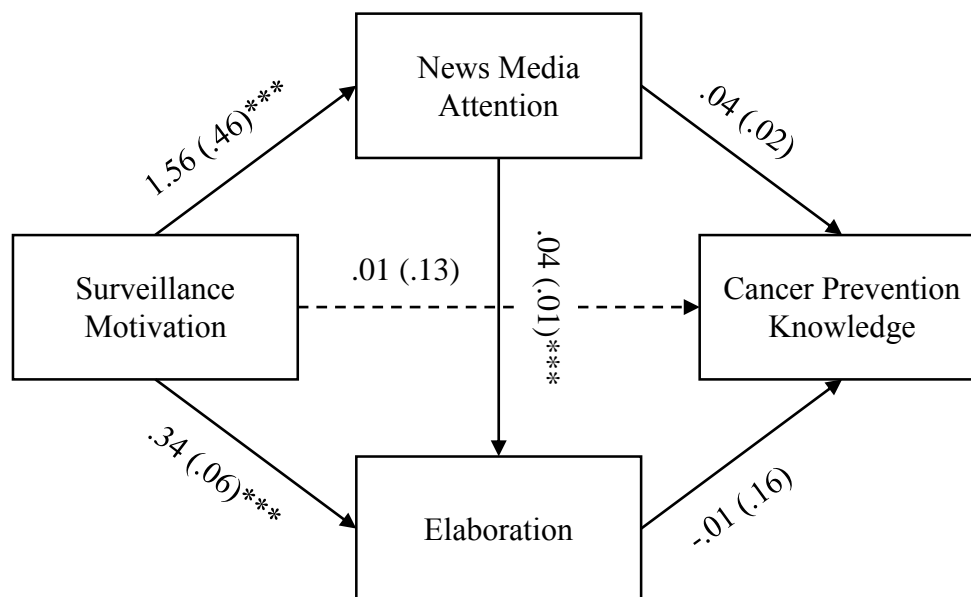 News Media
Attention
1.56 (.46)***
.04 (.02)
Surveillance
Motivation
.01 (.13)
.04 (.01)***
Cancer Prevention
Knowledge
.34 (.06)***
Elaboration
-.01 (.16)